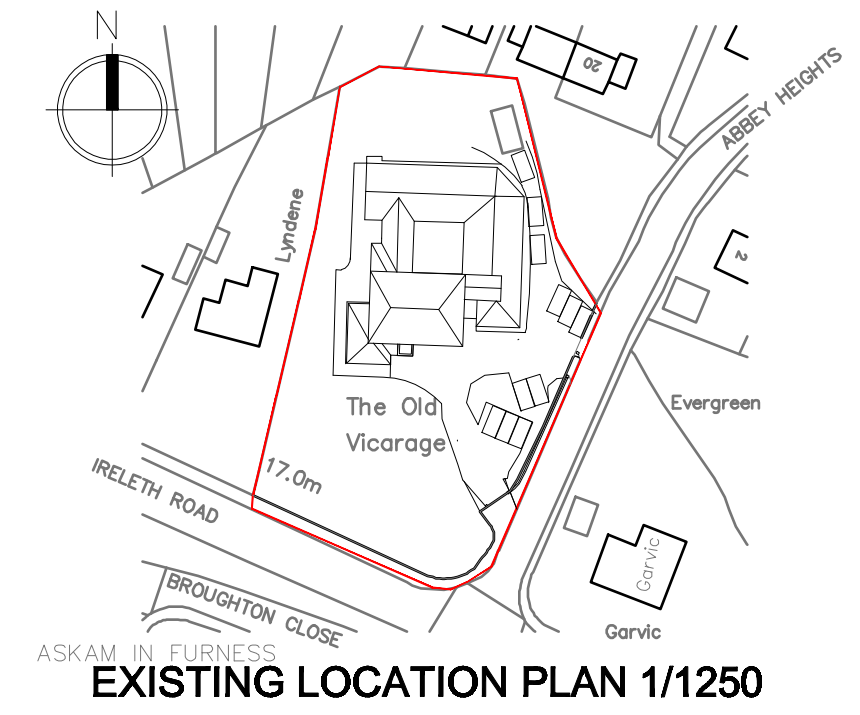 N
20
ABBEY HEIGHTS
Lyndene
2
The Old
Vicarage
Evergreen
17.0m
IRELETH ROAD
Garvic
BROUGHTON CLOSE
Garvic
ASKAM IN FURNESS
EXISTING LOCATION PLAN 1/1250